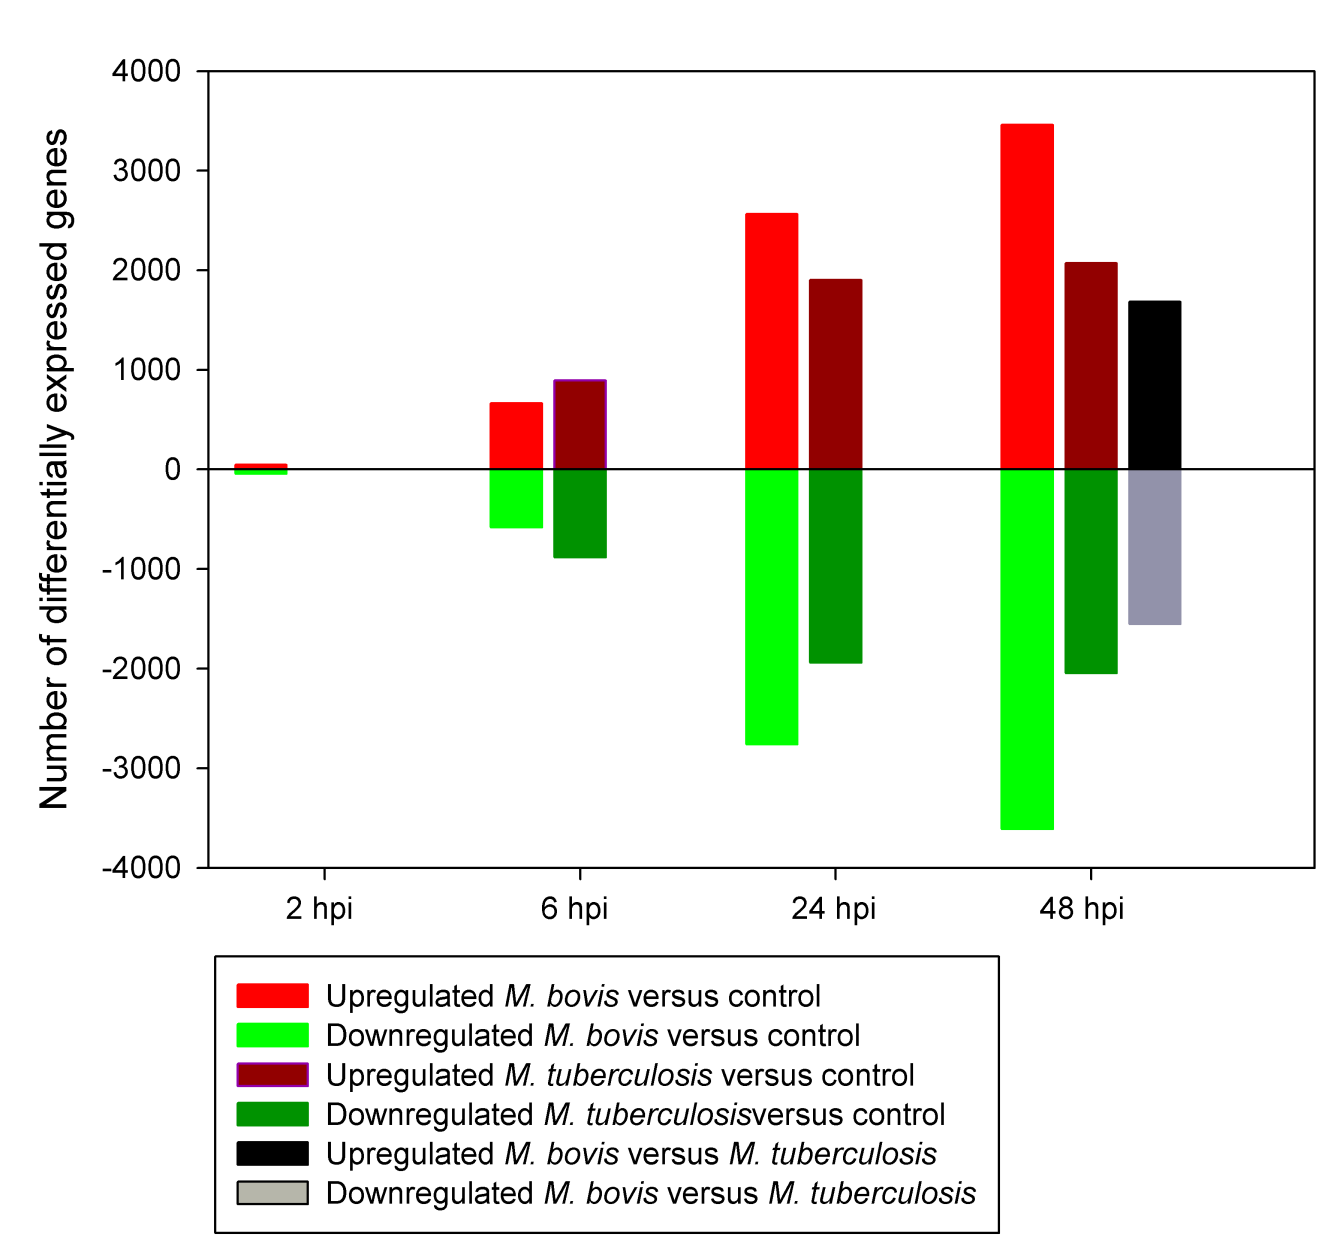 Number of differentially expressed genes
4000
3000
2000
1000
0
-1000
-2000
-3000
-4000
2 hpi 6 hpi 24 hpi 48 hpi
Upregulated M. bovis versus control
Downregulated M. bovis versus control
Upregulated M. tuberculosis versus control
Downregulated M. tuberculosisversus control
Upregulated M. bovis versus M. tuberculosis
Downregulated M. bovis versus M. tuberculosis